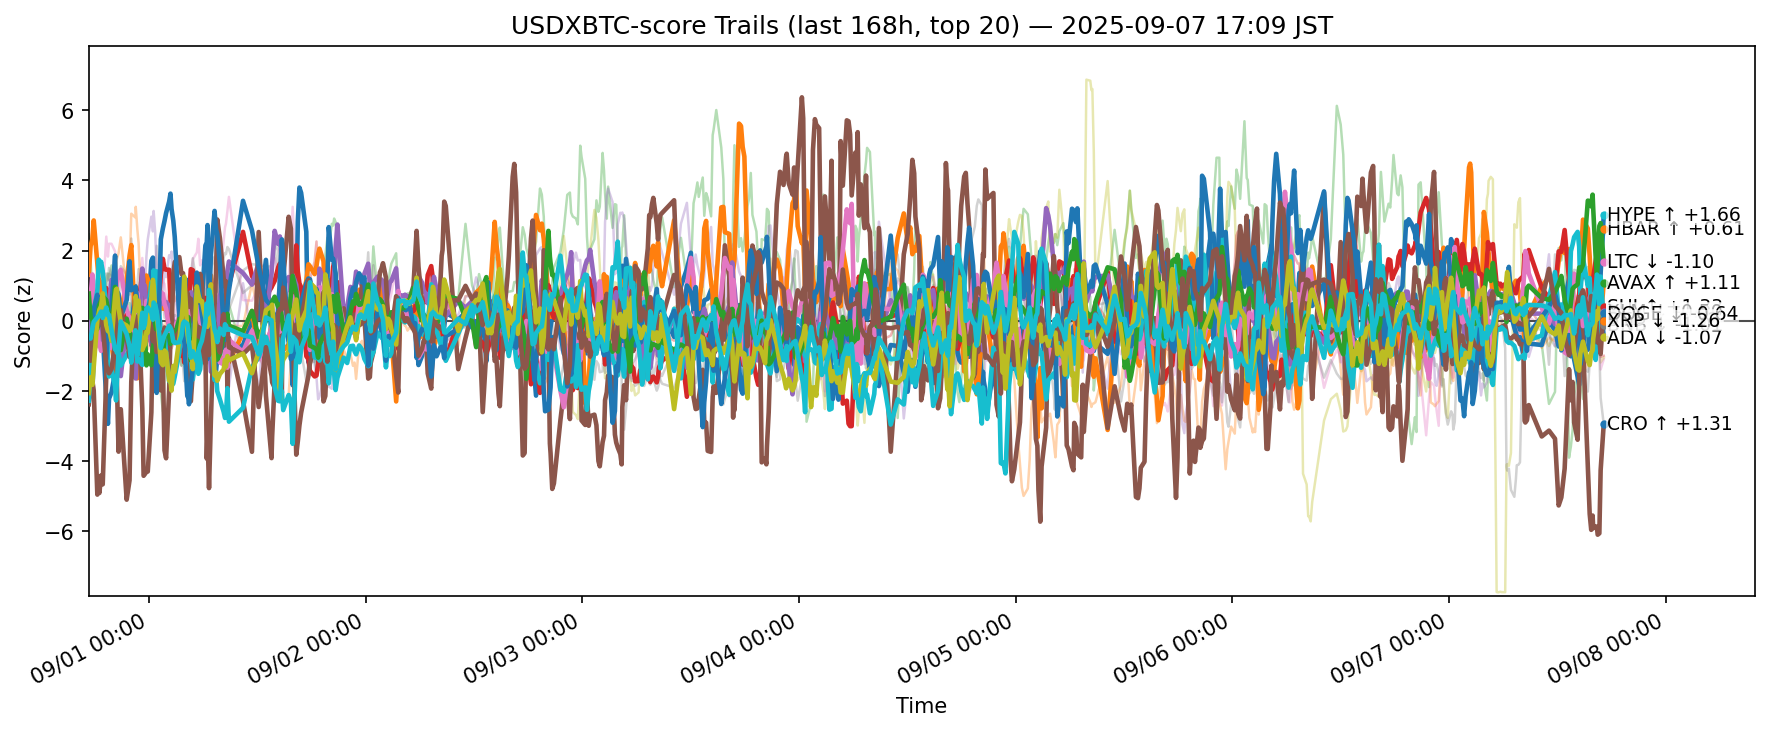 USDXBTC-score Trails (last 168h, top 20) — 2025-09-07 17:09 JST
Score (z)
6
4
2
0
−2
−4
−6
HYPE ↑ +1.66
HBAR ↑ +0.61
LTC ↓ -1.10
AVAX ↑ +1.11
XRP ↓ -1.26
ADA ↓ -1.07
CRO ↑ +1.31
09/01 00:00
09/02 00:00
09/03 00:00
09/04 00:00
09/05 00:00
09/06 00:00
09/07 00:00
09/08 00:00
Time